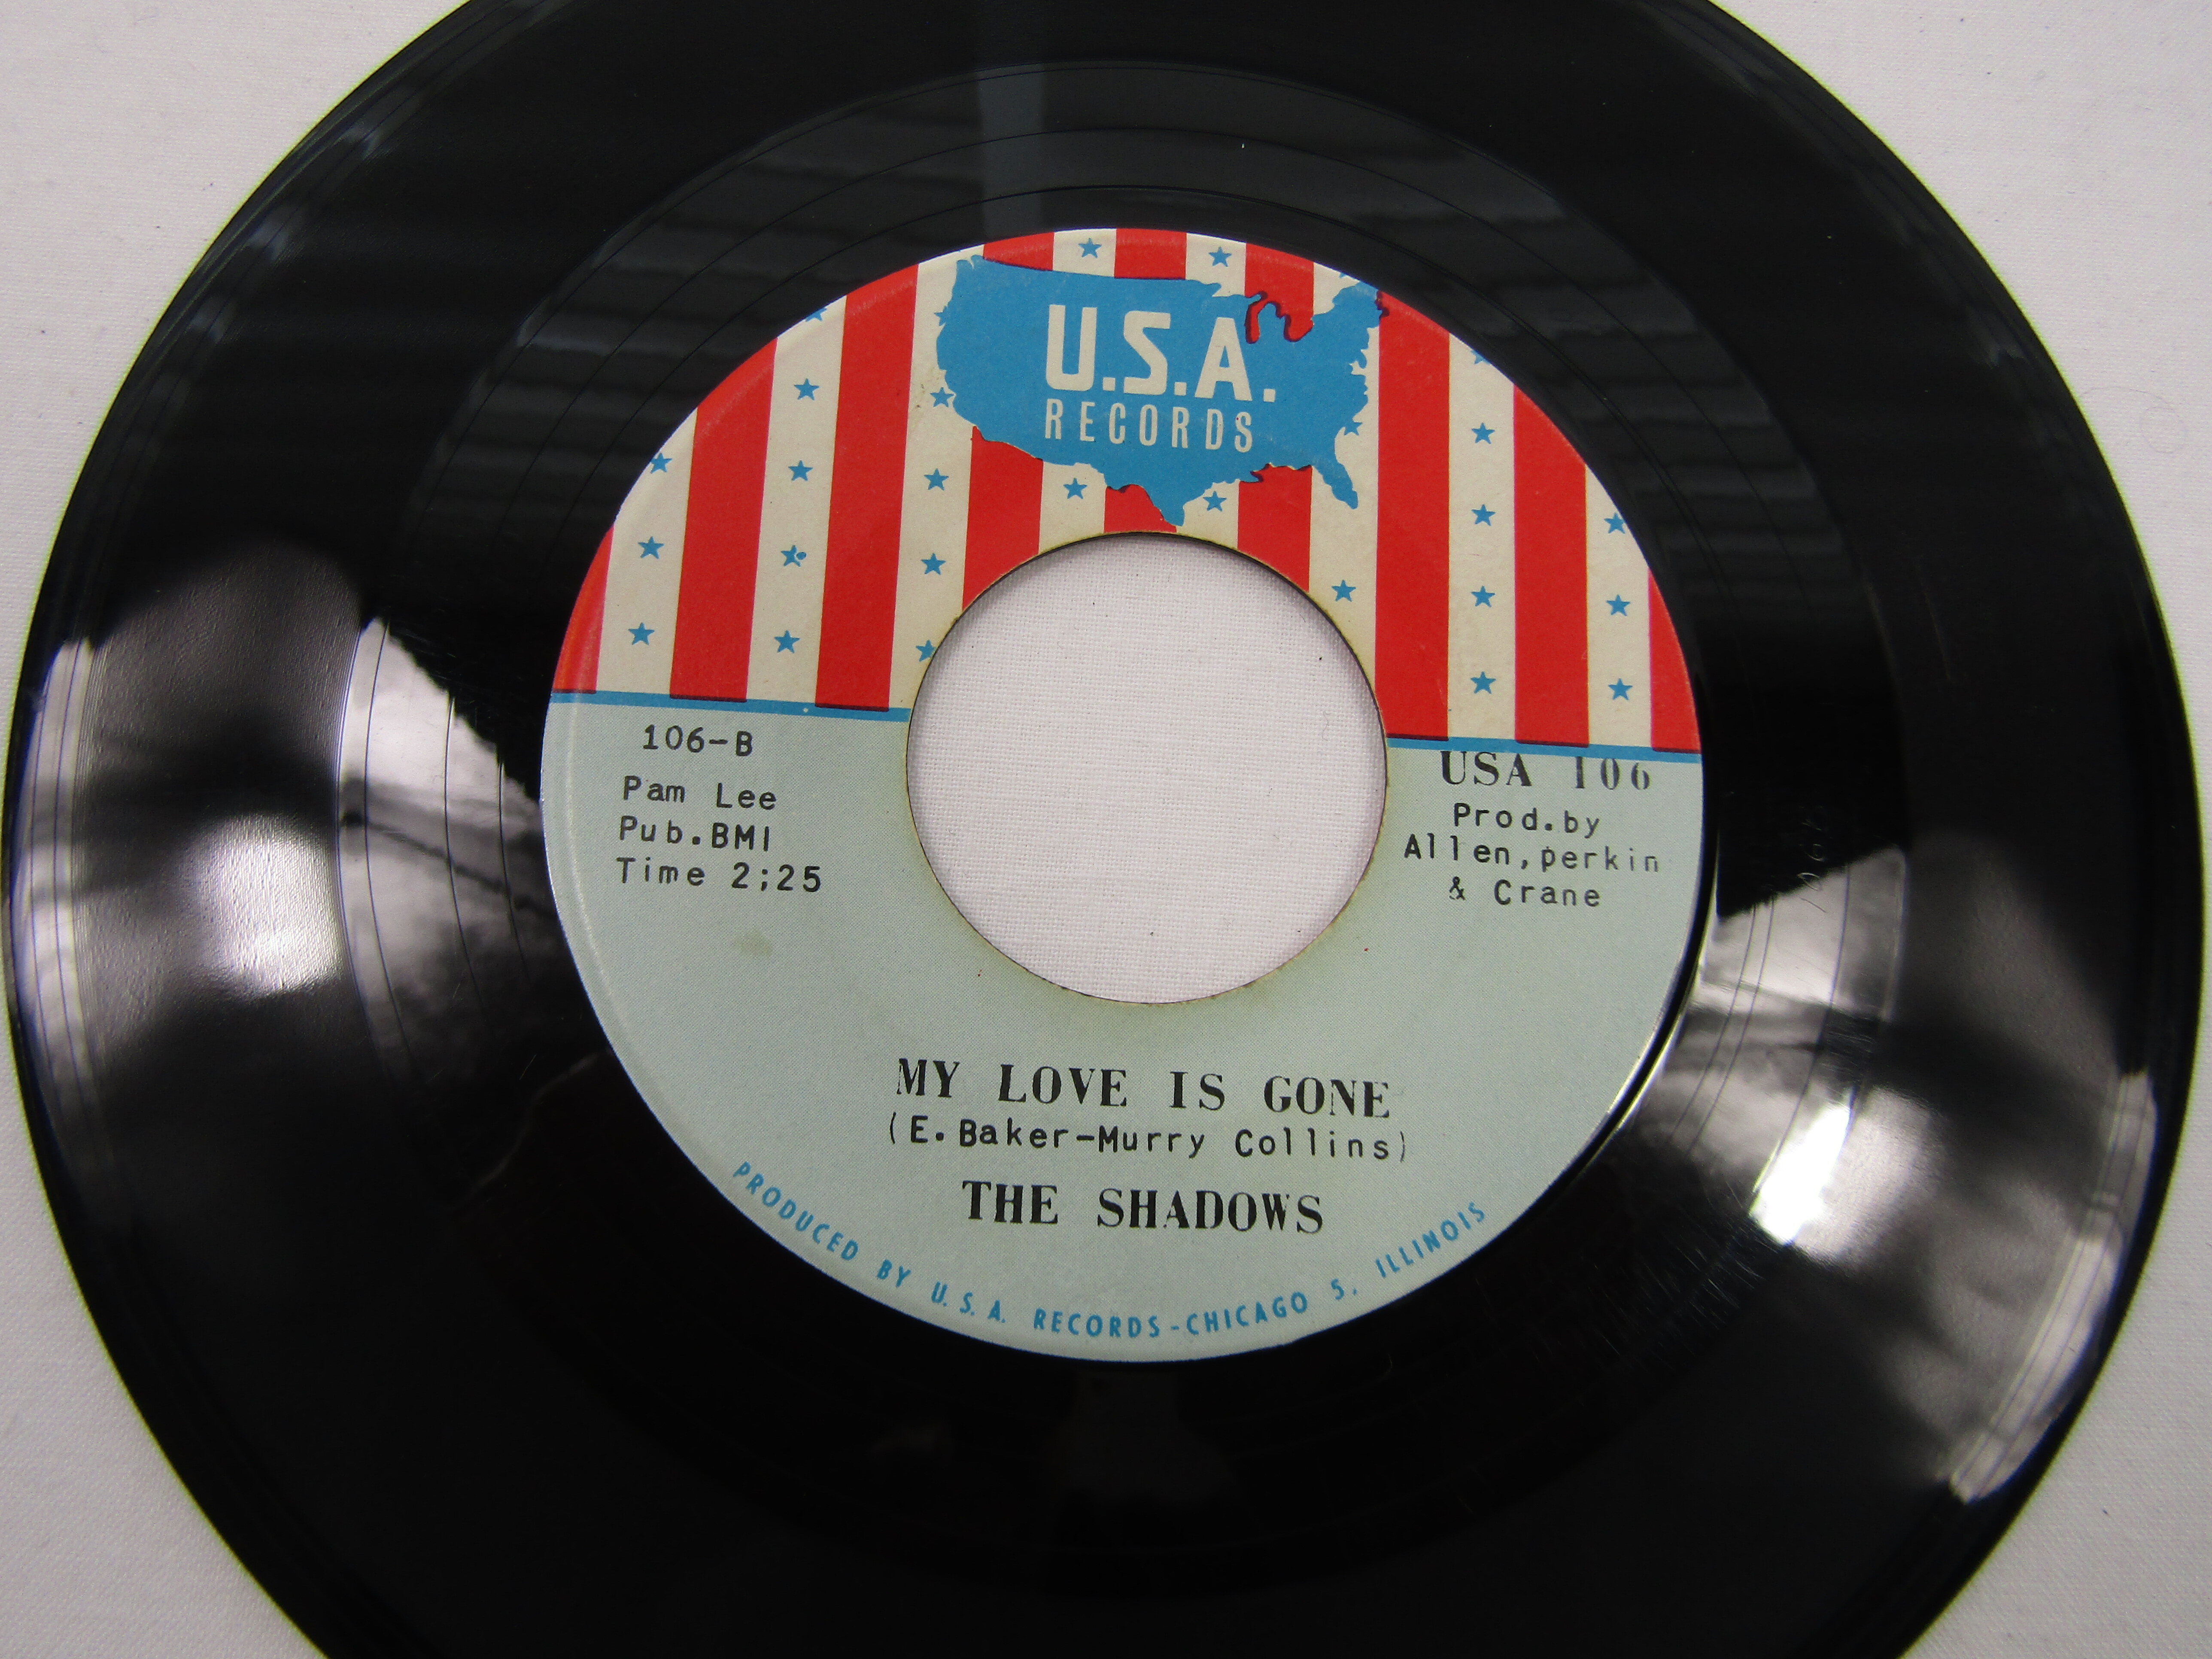 U.S.A.
RECORDS
106-B
Pam Lee
Pub.BMI
Time 2;25
USA 106
Prod.by
Allen,perkin
& Crane
MY LOVE IS GONE
(E.Baker-Murry Collins)
THE SHADOWS
PRODUCED BY U.S.A. RECORDS-CHICAGO 5, ILLINOIS